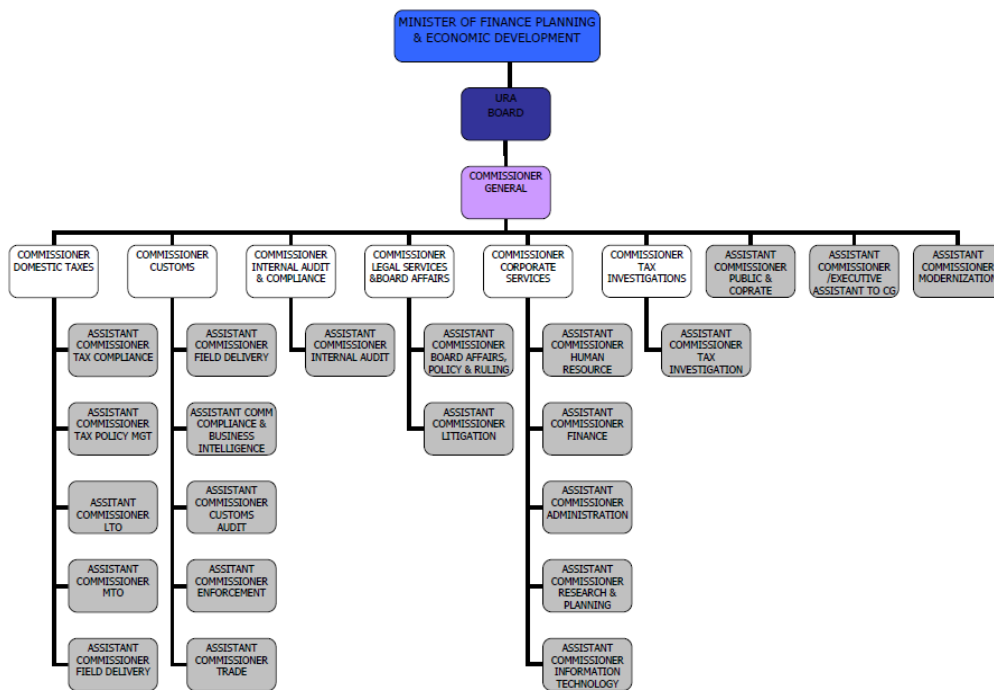 MINISTER OF FINANCE PLANNING
& ECONOMIC DEVELOPMENT
URA
BOARD
COMMISSIONER
GENERAL
COMMISSIONER
DOMESTIC TAXES
COMMISSIONER
CUSTOMS
COMMISSIONER
INTERNAL AUDIT
& COMPLIANCE
COMMISSIONER
LEGAL SERVICES
&BOARD AFFAIRS
COMMISSIONER
CORPORATE
SERVICES
COMMISSIONER
TAX
INVESTIGATIONS
ASSISTANT
COMMISSIONER
PUBLIC &
COPRATE
ASSISTANT
COMMISSIONER
/EXECUTIVE
ASSISTANT TO CG
ASSISTANT
COMMISSIONER
MODERNIZATION
ASSISTANT
COMMISSIONER
TAX COMPLIANCE
ASSISTANT
COMMISSIONER
FIELD DELIVERY
ASSISTANT
COMMISSIONER
INTERNAL AUDIT
ASSISTANT
COMMISSIONER
BOARD AFFAIRS,
POLICY & RULING
ASSISTANT
COMMISSIONER
HUMAN
RESOURCE
ASSISTANT
COMMISSIONER
TAX
INVESTIGATION
ASSISTANT
COMMISSIONER
TAX POLICY MGT
ASSISTANT COMM
COMPLIANCE &
BUSINESS
INTELLIGENCE
ASSISTANT
COMMISSIONER
LITIGATION
ASSISTANT
COMMISSIONER
FINANCE
ASSITANT
COMMISSIONER
LTO
ASSISTANT
COMMISSIONER
CUSTOMS
AUDIT
ASSISTANT
COMMISSIONER
ADMINISTRATION
ASSISTANT
COMMISSIONER
MTO
ASSITANT
COMMISSIONER
ENFORCEMENT
ASSISTANT
COMMISSIONER
RESEARCH &
PLANNING
ASSISTANT
COMMISSIONER
FIELD DELIVERY
ASSISTANT
COMMISSIONER
TRADE
ASSISTANT
COMMISSIONER
INFORMATION
TECHNOLOGY